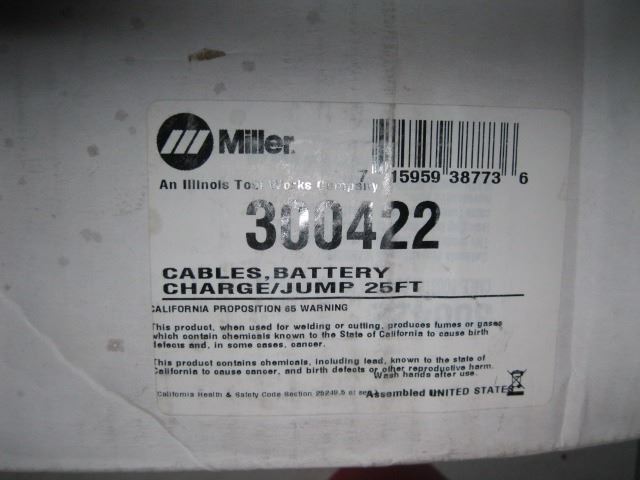 Miller
7 15959 38773 6
An Illinois Tool Works Company
300422
CABLES, BATTERY
CHARGE/JUMP 25FT
CALIFORNIA PROPOSITION 65 WARNING
This product, when used for welding or cutting, produces fumes or gases
which contain chemicals known to the State of California to cause birth
defects and, in some cases, cancer.
This product contains chemicals, including lead, known to the state of
California to cause cancer, and birth defects or other reproductive harm.
Wash hands after use.
California Health & Safety Code Section 25249.5 et seq.
Assembled UNITED STATES